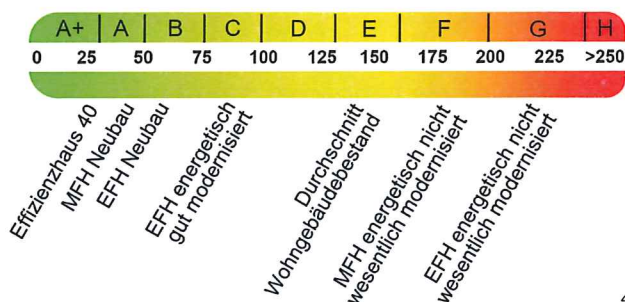 A+ A B C D E F G H
0 25 50 75 100 125 150 175 200 225 >250
Effizienzhaus 40
MFH Neubau
EFH Neubau
EFH energetisch
gut modernisiert
Durchschnitt
Wohngebäudebestand
MFH energetisch nicht
wesentlich modernisiert
EFH energetisch nicht
wesentlich modernisiert